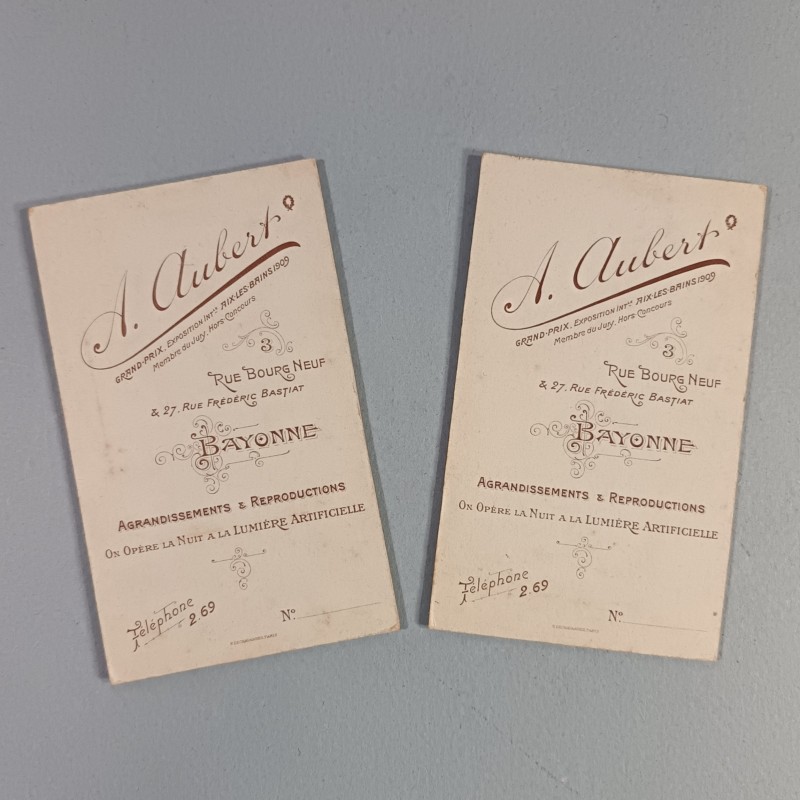 A. Aubert
GRAND-PRIX. EXPOSITION INTLE AIX-LES-BAINS 1909
Membre du Jury. Hors Concours
3
RUE BOURG NEUF
& 27, RUE FRÉDÉRIC BASTIAT
BAYONNE
AGRANDISSEMENTS & REPRODUCTIONS
ON OPÈRE LA NUIT A LA LUMIÈRE ARTIFICIELLE
Téléphone
2.69
No.
A. Aubert
GRAND-PRIX. EXPOSITION INTLE AIX-LES-BAINS 1909
Membre du Jury. Hors Concours
3
RUE BOURG NEUF
& 27, RUE FRÉDÉRIC BASTIAT
BAYONNE
AGRANDISSEMENTS & REPRODUCTIONS
ON OPÈRE LA NUIT A LA LUMIÈRE ARTIFICIELLE
Téléphone
2.69
No.